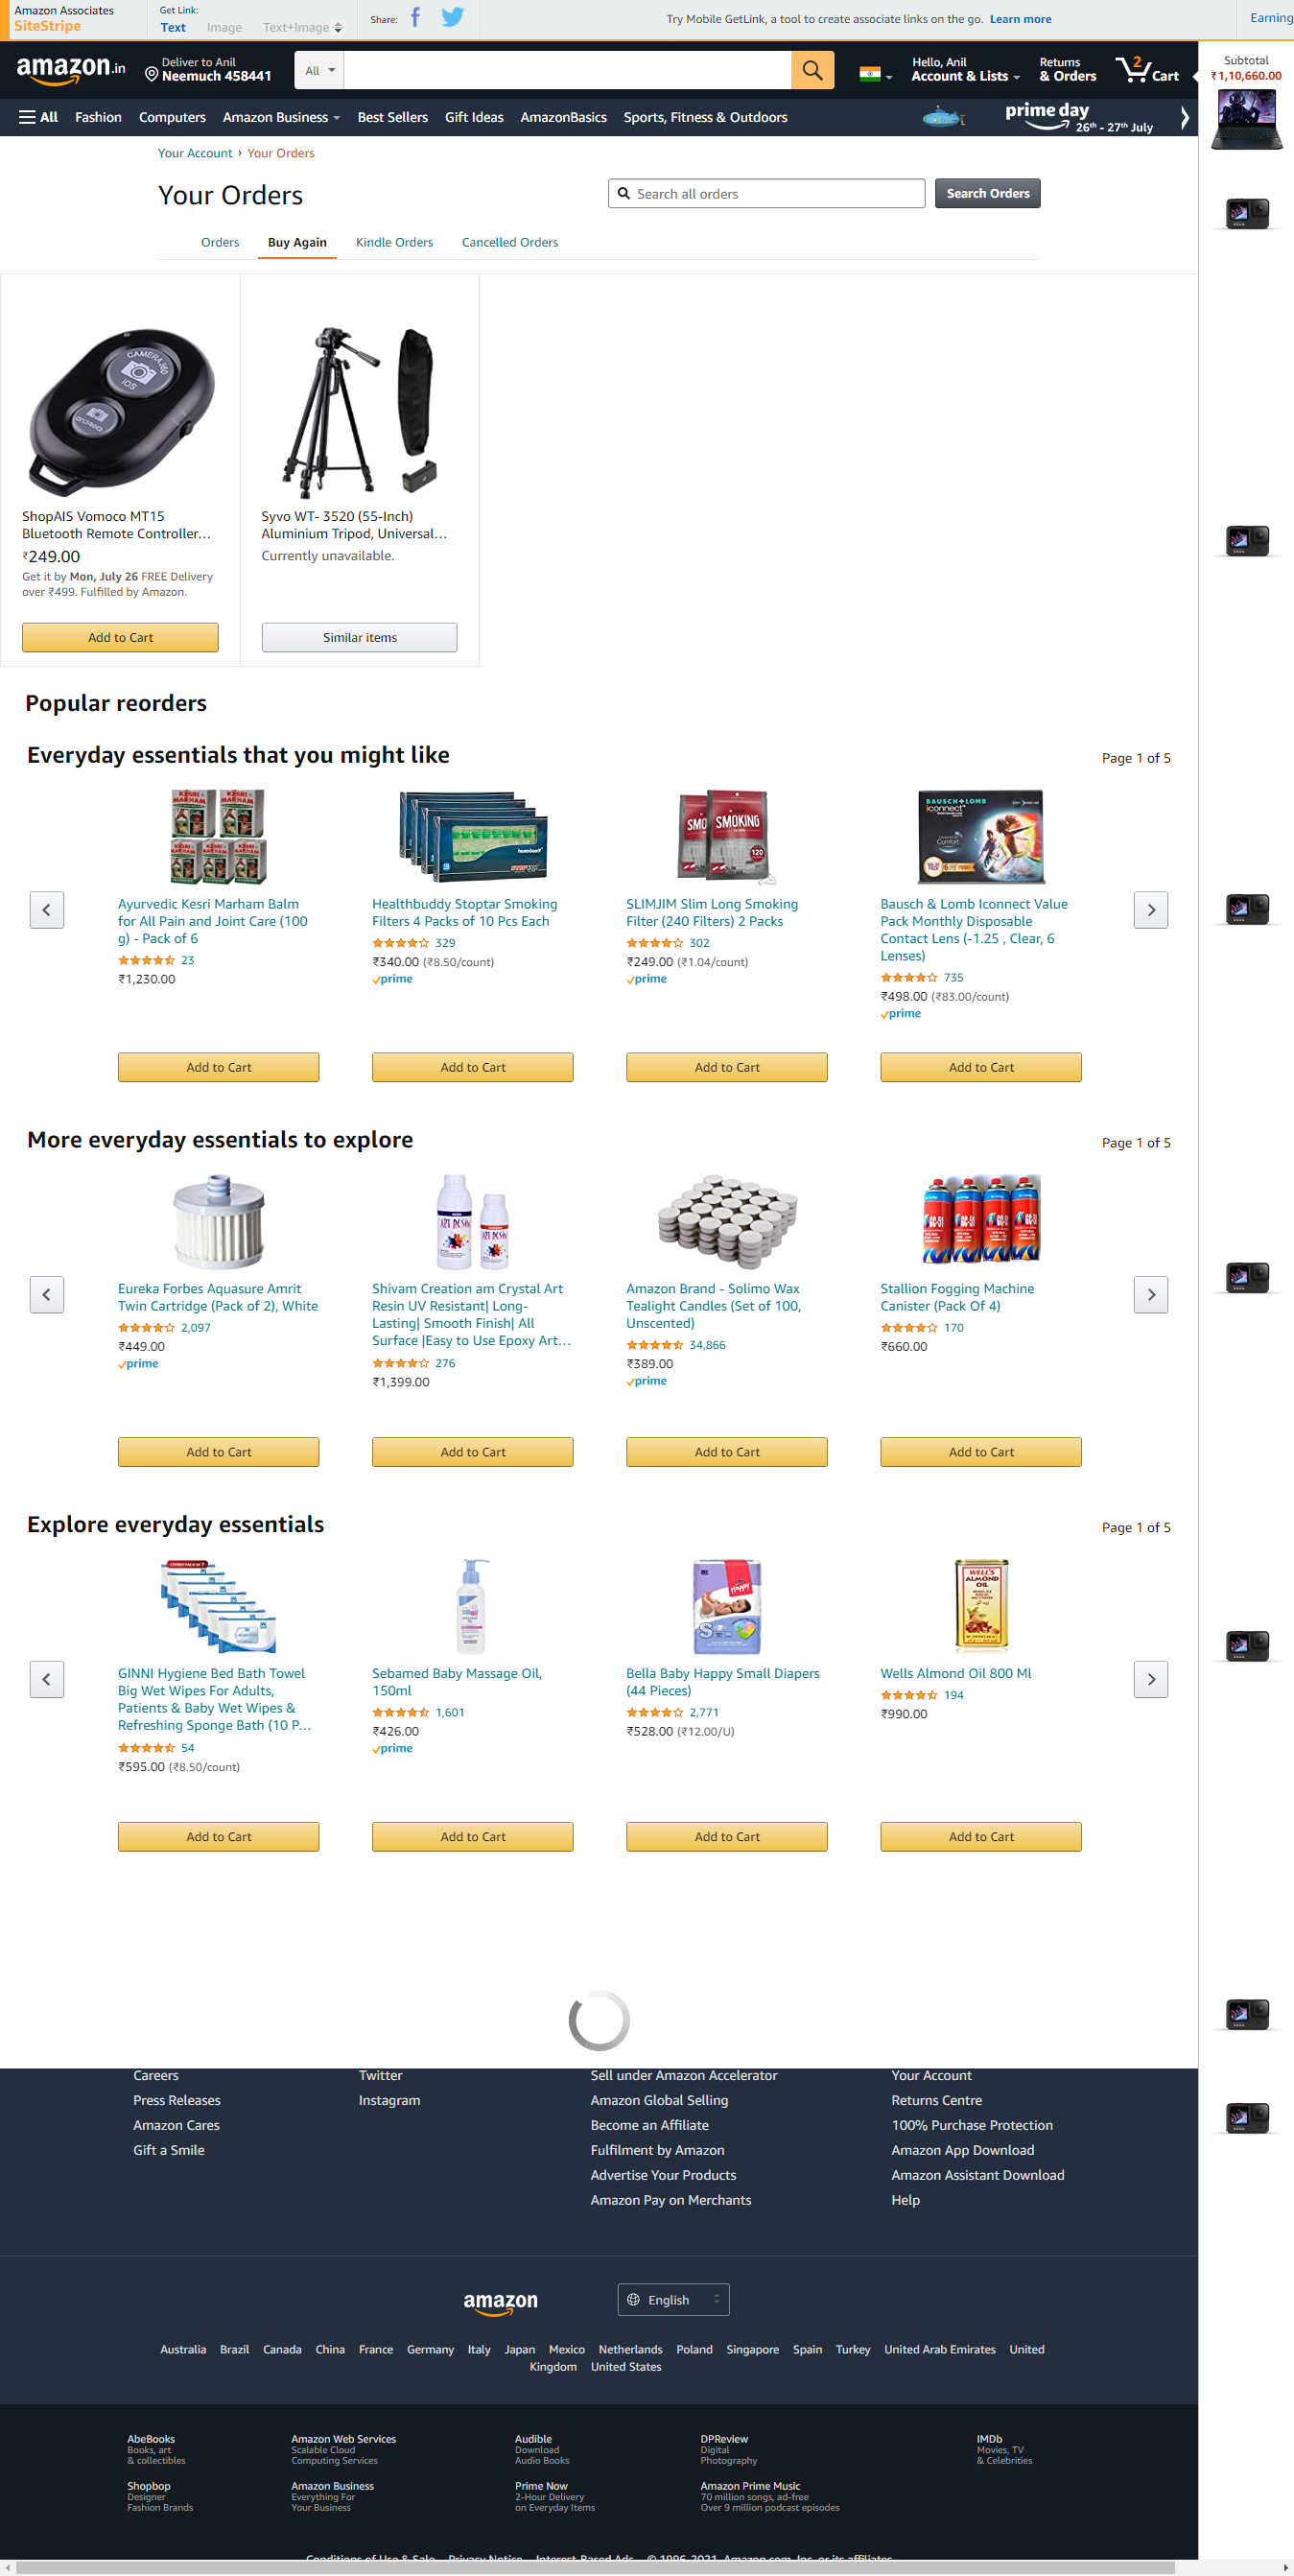 Amazon Associates
SiteStripe
Get Link:
Text Image Text+Image
Share:
Try Mobile GetLink, a tool to create associate links on the go. Learn more
Earning
amazon.in
Deliver to Anil
Neemuch 458441
All
Hello, Anil
Account & Lists
Returns
& Orders
2
Cart
Subtotal
₹1,10,660.00
All Fashion Computers Amazon Business Best Sellers Gift Ideas AmazonBasics Sports, Fitness & Outdoors
prime day
26th - 27th July
Your Account › Your Orders
Your Orders
Search all orders
Search Orders
Orders Buy Again Kindle Orders Cancelled Orders
CAMERA360
iOS
ANDROID
ShopAIS Vomoco MT15
Bluetooth Remote Controller...
₹249.00
Get it by Mon, July 26 FREE Delivery
over ₹499. Fulfilled by Amazon.
Add to Cart
Syvo WT- 3520 (55-Inch)
Aluminium Tripod, Universal...
Currently unavailable.
Similar items
Popular reorders
Everyday essentials that you might like
Page 1 of 5
KESRI
MARHAM
SMOKING
120
BAUSCH+LOMB
iconnect
Comfort
Ayurvedic Kesri Marham Balm
for All Pain and Joint Care (100
g) - Pack of 6
23
₹1,230.00
Add to Cart
Healthbuddy Stoptar Smoking
Filters 4 Packs of 10 Pcs Each
329
₹340.00 (₹8.50/count)
prime
Add to Cart
SLIMJIM Slim Long Smoking
Filter (240 Filters) 2 Packs
302
₹249.00 (₹1.04/count)
prime
Add to Cart
Bausch & Lomb Iconnect Value
Pack Monthly Disposable
Contact Lens (-1.25 , Clear, 6
Lenses)
735
₹498.00 (₹83.00/count)
prime
Add to Cart
More everyday essentials to explore
Page 1 of 5
ART RESIN
GC-51 GC-51 GC-51 GC-51
Eureka Forbes Aquasure Amrit
Twin Cartridge (Pack of 2), White
2,097
₹449.00
prime
Add to Cart
Shivam Creation am Crystal Art
Resin UV Resistant| Long-
Lasting| Smooth Finish| All
Surface |Easy to Use Epoxy Art...
276
₹1,399.00
Add to Cart
Amazon Brand - Solimo Wax
Tealight Candles (Set of 100,
Unscented)
34,866
₹389.00
prime
Add to Cart
Stallion Fogging Machine
Canister (Pack Of 4)
170
₹660.00
Add to Cart
Explore everyday essentials
Page 1 of 5
Happy
S
WELL'S
ALMOND
OIL
GINNI Hygiene Bed Bath Towel
Big Wet Wipes For Adults,
Patients & Baby Wet Wipes &
Refreshing Sponge Bath (10 P...
54
₹595.00 (₹8.50/count)
Add to Cart
Sebamed Baby Massage Oil,
150ml
1,601
₹426.00
prime
Add to Cart
Bella Baby Happy Small Diapers
(44 Pieces)
2,771
₹528.00 (₹12.00/U)
Add to Cart
Wells Almond Oil 800 Ml
194
₹990.00
Add to Cart
Careers
Press Releases
Amazon Cares
Gift a Smile
Twitter
Instagram
Sell under Amazon Accelerator
Amazon Global Selling
Become an Affiliate
Fulfilment by Amazon
Advertise Your Products
Amazon Pay on Merchants
Your Account
Returns Centre
100% Purchase Protection
Amazon App Download
Amazon Assistant Download
Help
amazon
English
Australia Brazil Canada China France Germany Italy Japan Mexico Netherlands Poland Singapore Spain Turkey United Arab Emirates United
Kingdom United States
AbeBooks
Books, art
& collectibles
Amazon Web Services
Scalable Cloud
Computing Services
Audible
Download
Audio Books
DPReview
Digital
Photography
IMDb
Movies, TV
& Celebrities
Shopbop
Designer
Fashion Brands
Amazon Business
Everything For
Your Business
Prime Now
2-Hour Delivery
on Everyday Items
Amazon Prime Music
70 million songs, ad-free
Over 9 million podcast episodes
Conditions of Use & Sale Privacy Notice Interest-Based Ads © 1996-2021, Amazon.com, Inc. or its affiliates